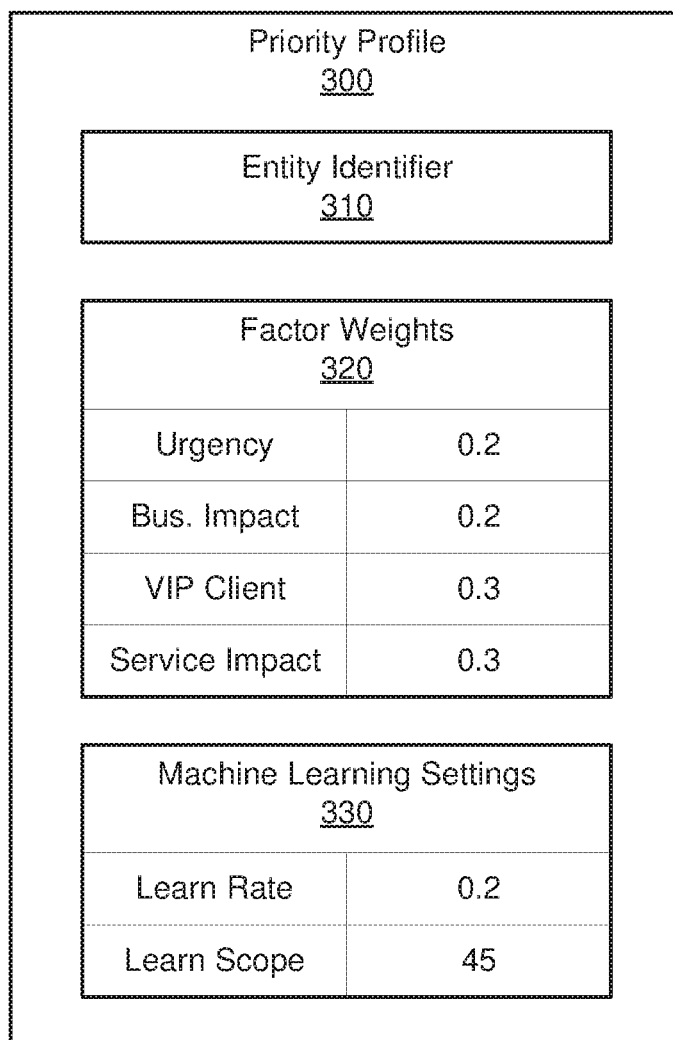 Priority Profile
300
Entity Identifier
310
Factor Weights
320
Urgency 0.2
Bus. Impact 0.2
VIP Client 0.3
Service Impact 0.3
Machine Learning Settings
330
Learn Rate 0.2
Learn Scope 45